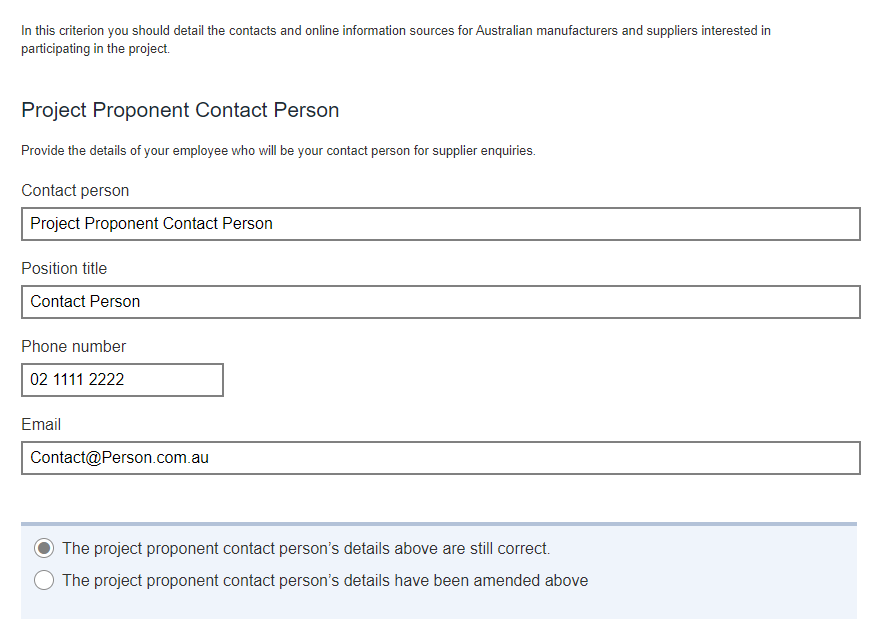 In this criterion you should detail the contacts and online information sources for Australian manufacturers and suppliers interested in
participating in the project.
Project Proponent Contact Person
Provide the details of your employee who will be your contact person for supplier enquiries.
Contact person
Project Proponent Contact Person
Position title
Contact Person
Phone number
02 1111 2222
Email
Contact@Person.com.au
The project proponent contact person’s details above are still correct.
The project proponent contact person’s details have been amended above